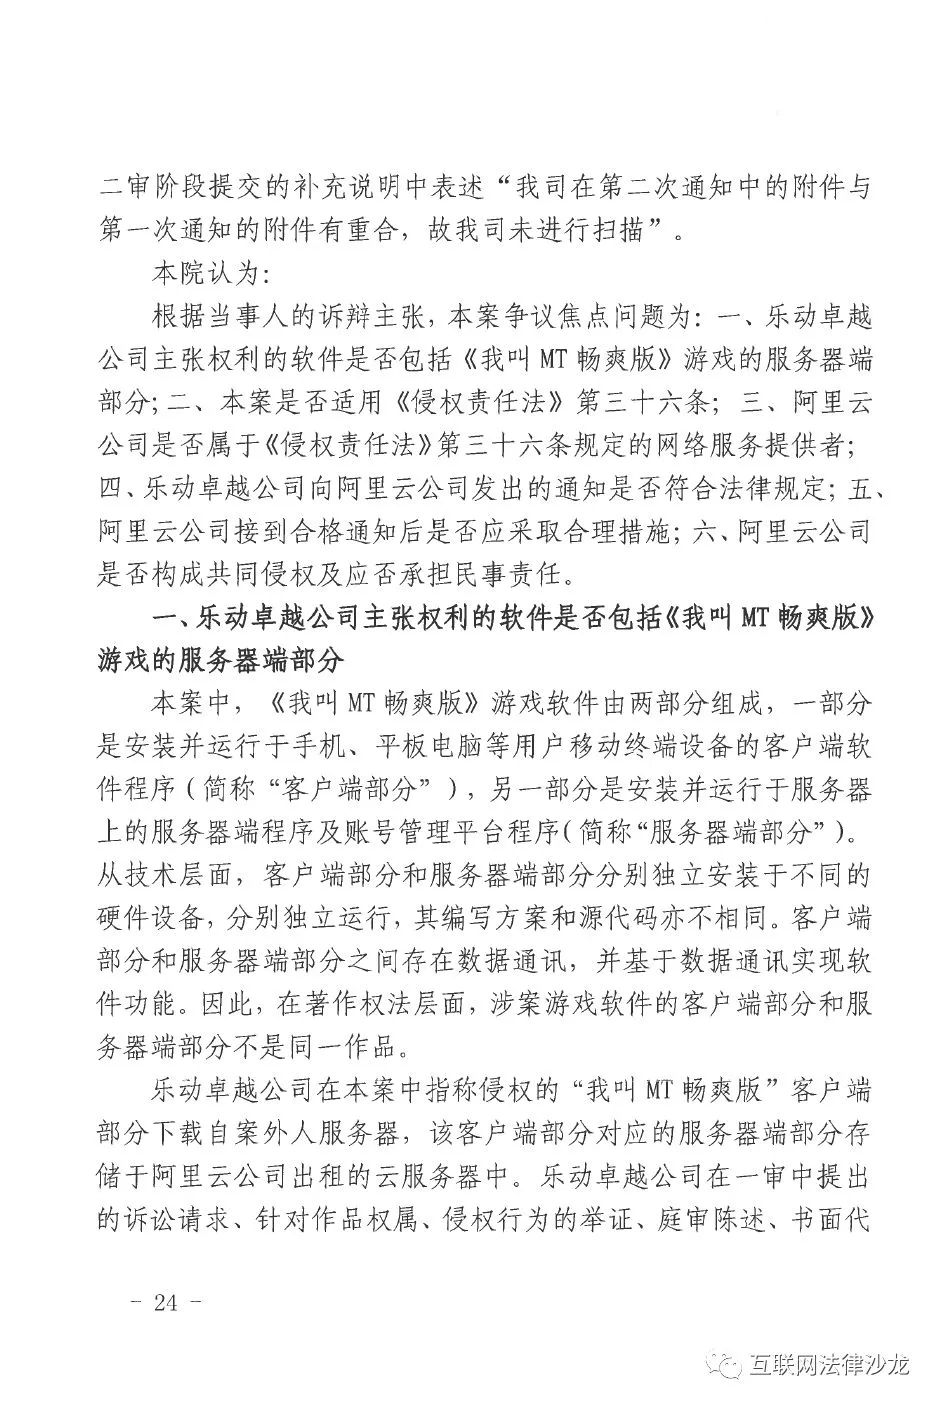 二审阶段提交的补充说明中表述“我司在第二次通知中的附件与
第一次通知的附件有重合，故我司未进行扫描”。
本院认为：
根据当事人的诉辩主张，本案争议焦点问题为：一、乐动卓越
公司主张权利的软件是否包括《我叫 MT 畅爽版》游戏的服务器端
部分；二、本案是否适用《侵权责任法》第三十六条；三、阿里云
公司是否属于《侵权责任法》第三十六条规定的网络服务提供者；
四、乐动卓越公司向阿里云公司发出的通知是否符合法律规定；五、
阿里云公司接到合格通知后是否应采取合理措施；六、阿里云公司
是否构成共同侵权及应否承担民事责任。
一、乐动卓越公司主张权利的软件是否包括《我叫 MT 畅爽版》
游戏的服务器端部分
本案中，《我叫 MT 畅爽版》游戏软件由两部分组成，一部分
是安装并运行于手机、平板电脑等用户移动终端设备的客户端软
件程序（简称“客户端部分”），另一部分是安装并运行于服务器
上的服务器端程序及账号管理平台程序（简称“服务器端部分”）。
从技术层面，客户端部分和服务器端部分分别独立安装于不同的
硬件设备，分别独立运行，其编写方案和源代码亦不相同。客户端
部分和服务器端部分之间存在数据通讯，并基于数据通讯实现软
件功能。因此，在著作权法层面，涉案游戏软件的客户端部分和服
务器端部分不是同一作品。
乐动卓越公司在本案中指称侵权的“我叫 MT 畅爽版”客户端
部分下载自案外人服务器，该客户端部分对应的服务器端部分存
储于阿里云公司出租的云服务器中。乐动卓越公司在一审中提出
的诉讼请求、针对作品权属、侵权行为的举证、庭审陈述、书面代
- 24 -
互联网法律沙龙